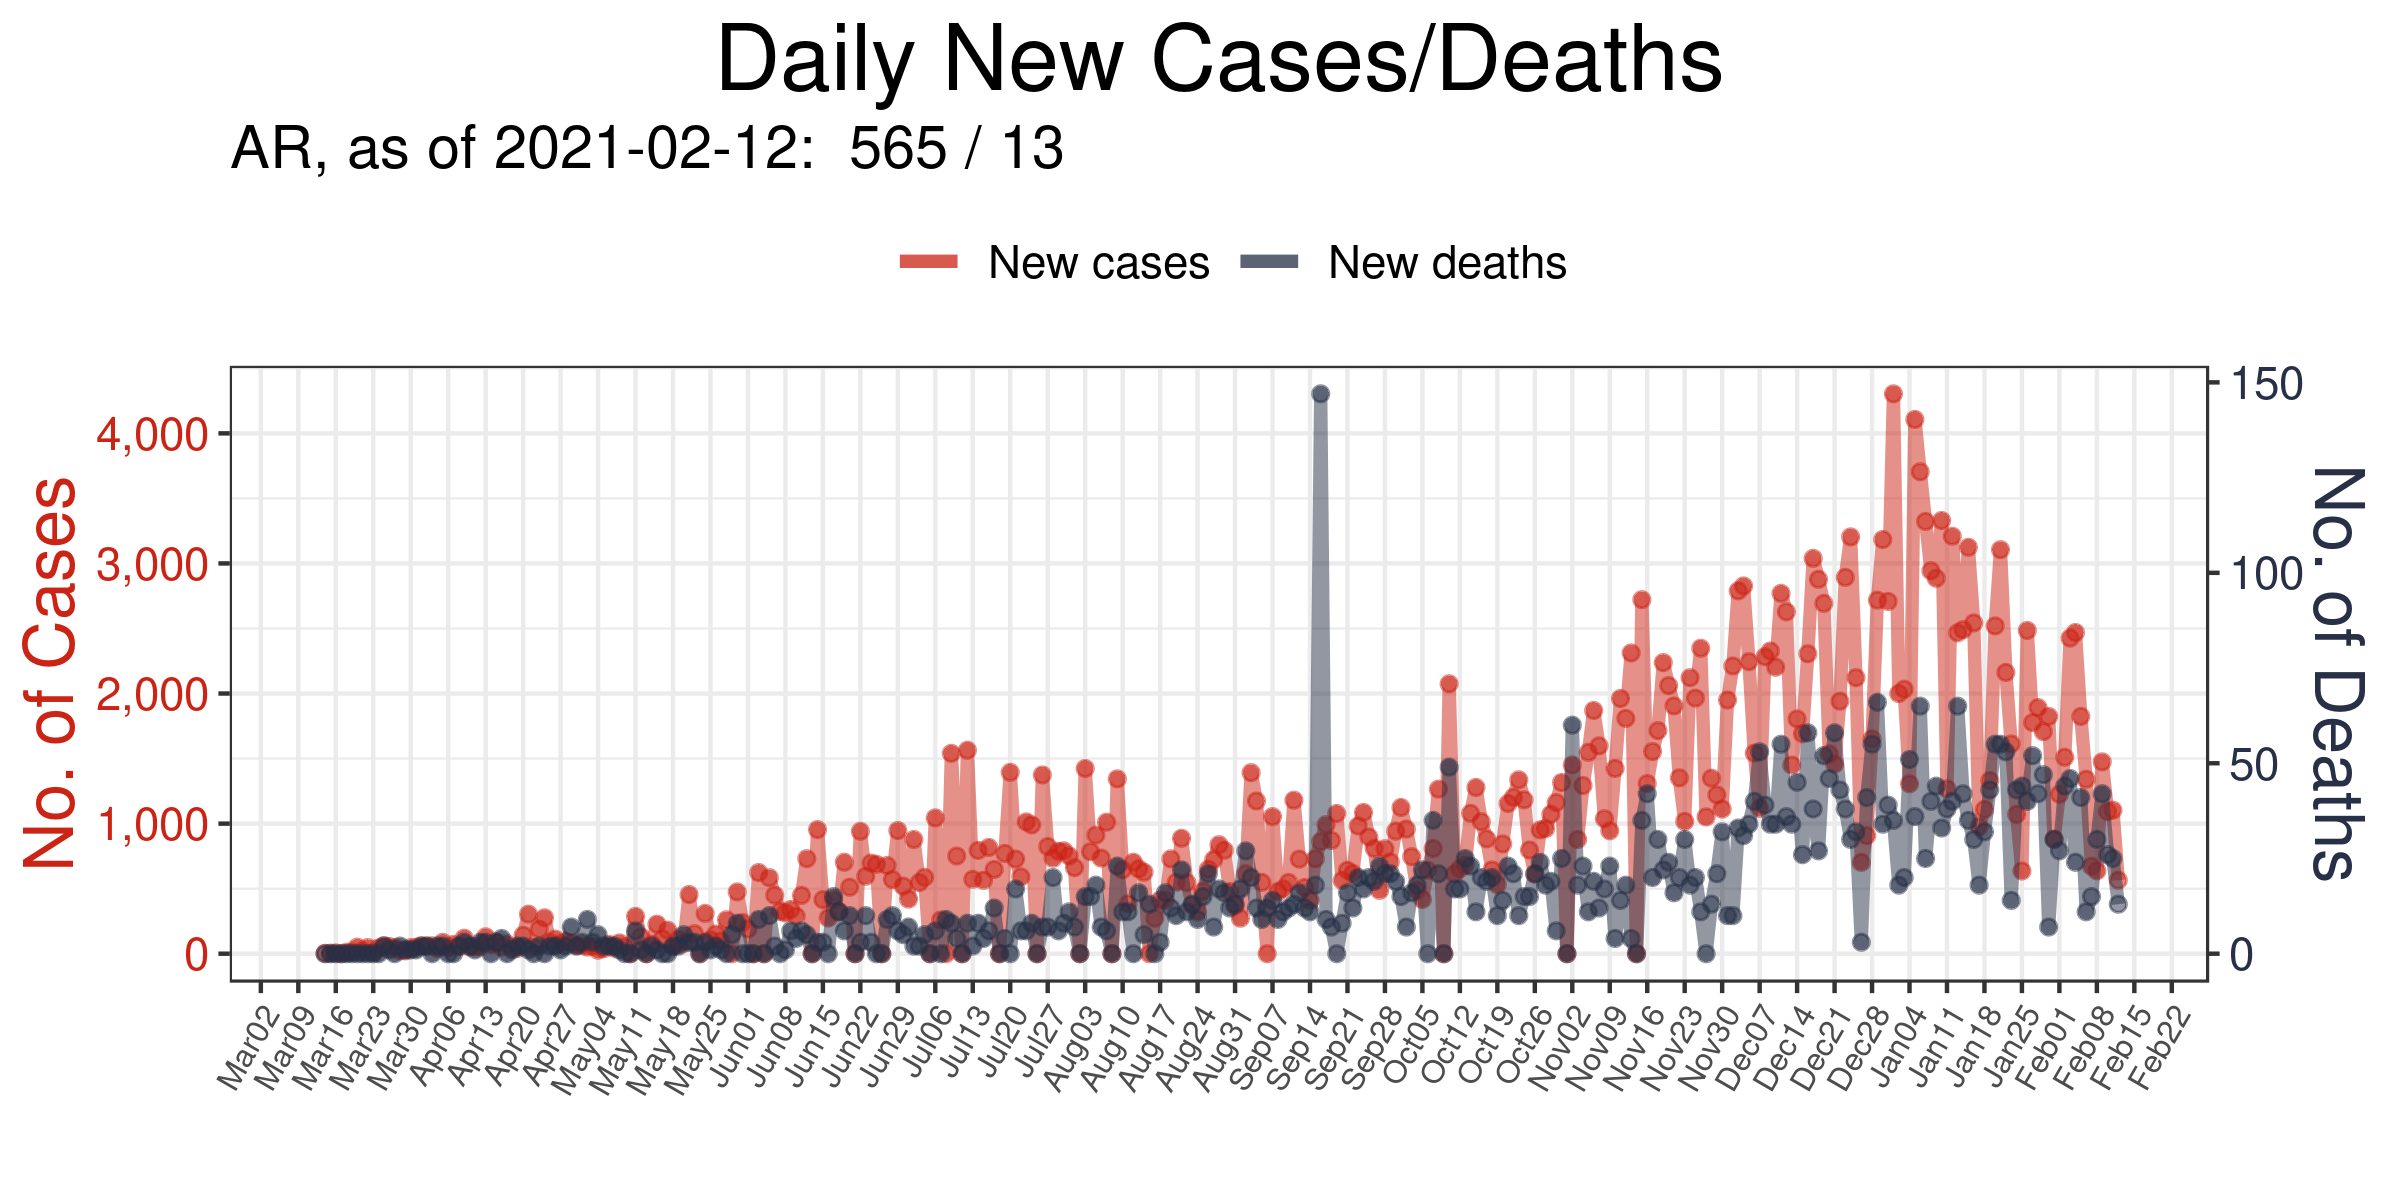 Daily New Cases/Deaths
AR, as of 2021-02-12:  565 / 13
New cases New deaths
No. of Cases
4,000
3,000
2,000
1,000
0
150
100
50
0
No. of Deaths
Mar02 Mar09 Mar16 Mar23 Mar30 Apr06 Apr13 Apr20 Apr27 May04 May11 May18 May25 Jun01 Jun08 Jun15 Jun22 Jun29 Jul06 Jul13 Jul20 Jul27 Aug03 Aug10 Aug17 Aug24 Aug31 Sep07 Sep14 Sep21 Sep28 Oct05 Oct12 Oct19 Oct26 Nov02 Nov09 Nov16 Nov23 Nov30 Dec07 Dec14 Dec21 Dec28 Jan04 Jan11 Jan18 Jan25 Feb01 Feb08 Feb15 Feb22